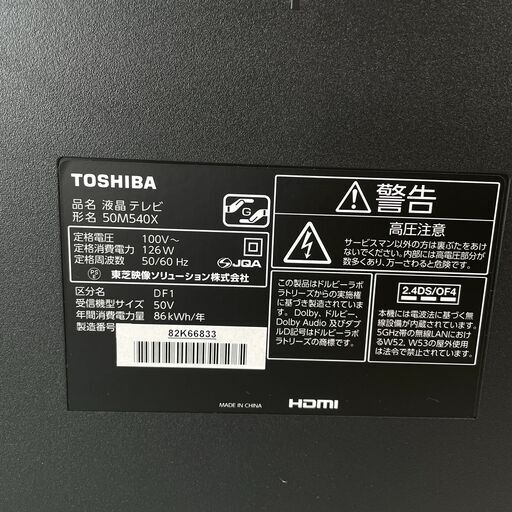 TOSHIBA
品名 液晶テレビ
形名 50M540X
G
定格電圧 100V～
定格消費電力 126W
定格周波数 50/60 Hz
PS
E
JQA
東芝映像ソリューション株式会社
区分名 DF1
受信機型サイズ 50V
年間消費電力量 86kWh/年
製造番号
82K66833
MADE IN CHINA
警告
高圧注意
サービスマン以外の方は裏ぶたをあけ
ないでください。内部には高電圧部分が
数多くあり、万一さわると危険です。
この製品はドルビーラボ
ラトリーズからの実施権
に基づき製造されていま
す。Dolby、ドルビー、
Dolby Audio 及びダブ
ルD記号はドルビーラボ
ラトリーズの商標です。
2.4DS/OF4
本機には電波法に基づく無
線設備が内蔵されています。
5GHz帯の無線LANにおけ
るW52、W53の屋外使用
は法令で禁止されています。
HDMI